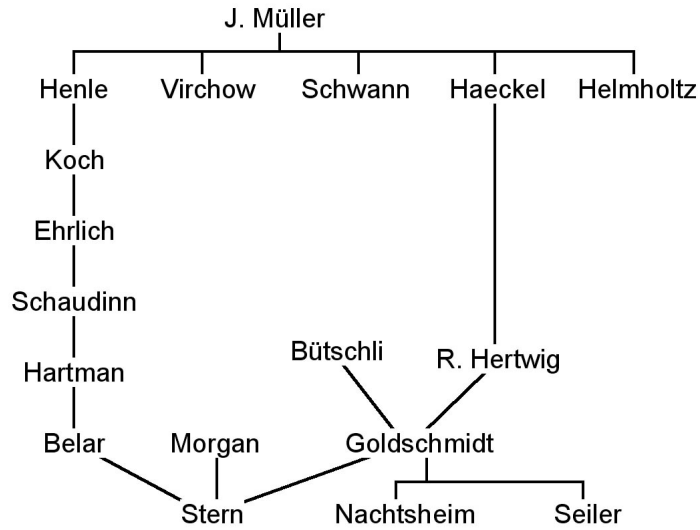 J. Müller
Henle Virchow Schwann Haeckel Helmholtz
Koch
Ehrlich
Schaudinn
Bütschli R. Hertwig
Hartman
Belar Morgan Goldschmidt
Stern Nachtsheim Seiler